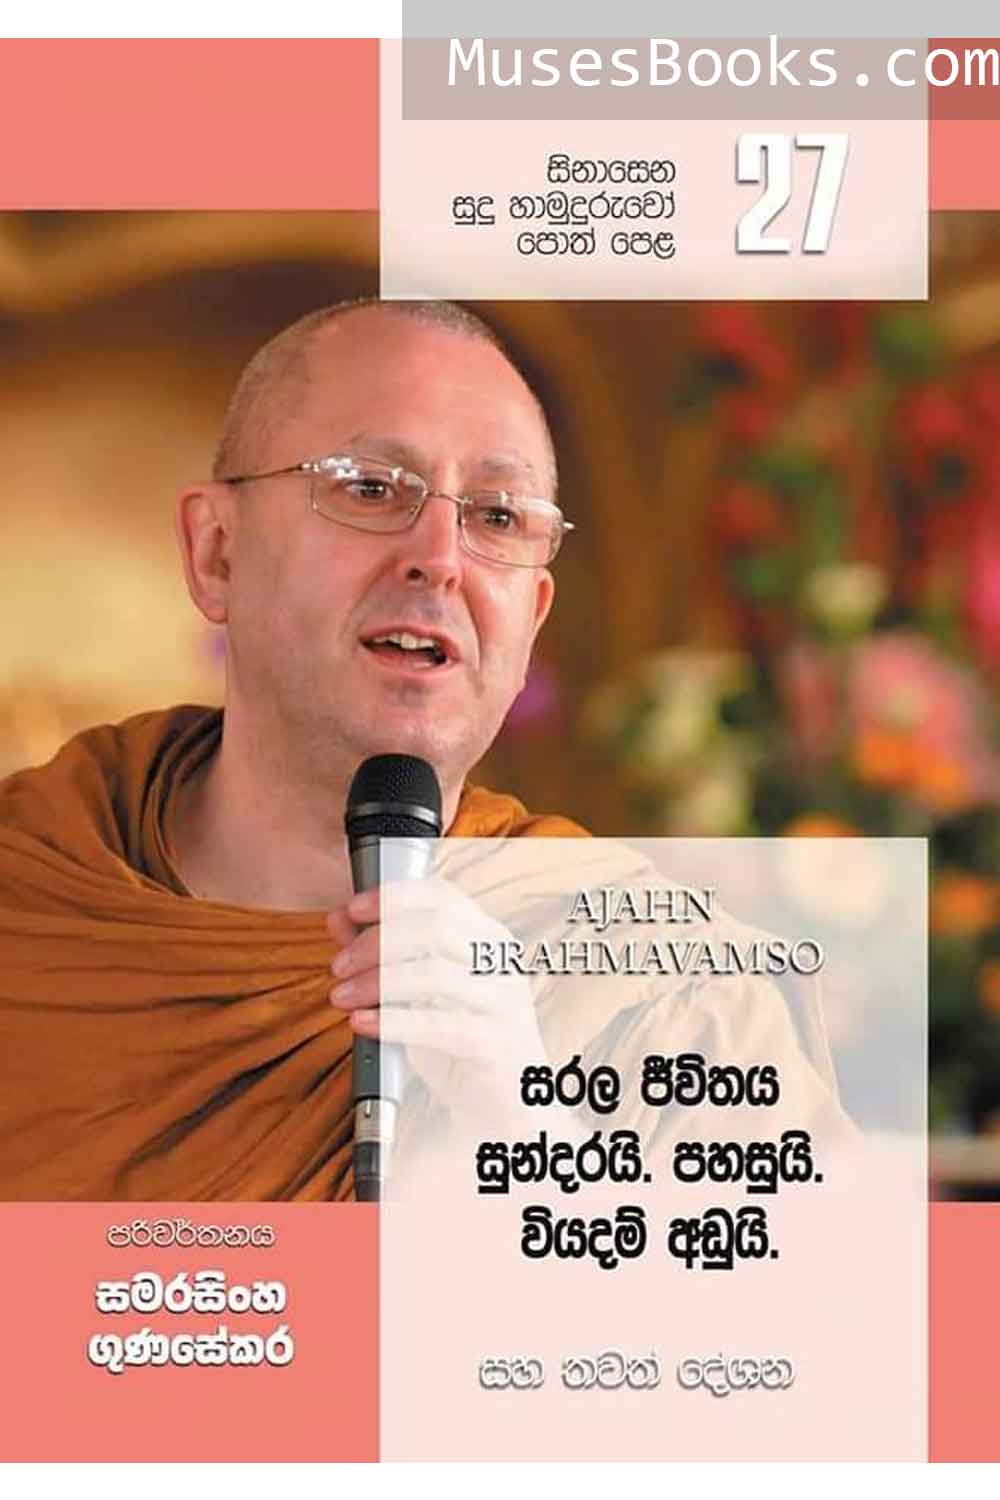 MusesBooks.com
සිනාසෙන
සුදු හාමුදුරුවෝ
පොත් පෙළ
27
AJAHN
BRAHMAVAMSO
සරල ජීවිතය
සුන්දරයි. පහසුයි.
වියදම් අඩුයි.
සහ තවත් දේශන
පරිවර්තනය
සමරසිංහ
ගුණසේකර